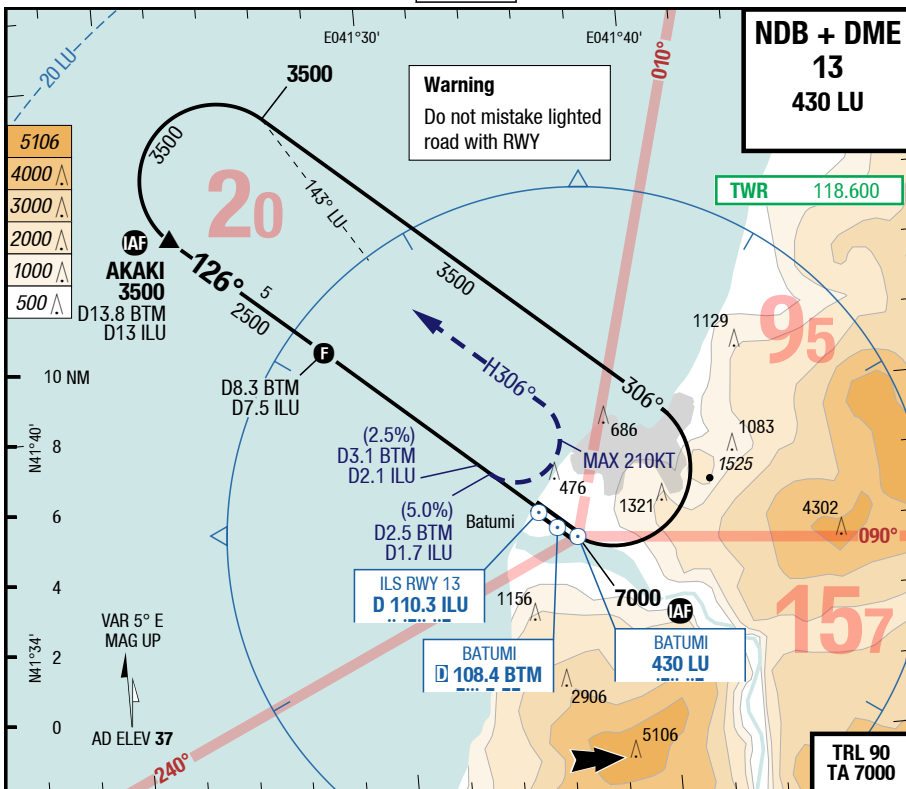 E041°30'
E041°40'
NDB + DME
13
430 LU
20 LU
010°
3500
Warning
Do not mistake lighted
road with RWY
5106
4000
3000
2000
1000
500
3500
143° LU
20
TWR 118.600
IAF
AKAKI
3500
D13.8 BTM
D13 ILU
126°
5
2500
3500
1129
95
F
D8.3 BTM
D7.5 ILU
H306°
306°
10 NM
N41°40'
8
6
4
2
0
N41°34'
686
1083
1525
MAX 210KT
(2.5%)
D3.1 BTM
D2.1 ILU
476
1321
4302
(5.0%)
D2.5 BTM
D1.7 ILU
Batumi
090°
ILS RWY 13
D 110.3 ILU
1156
7000
IAF
157
BATUMI
D 108.4 BTM
BATUMI
430 LU
VAR 5° E
MAG UP
2906
5106
AD ELEV 37
240°
TRL 90
TA 7000